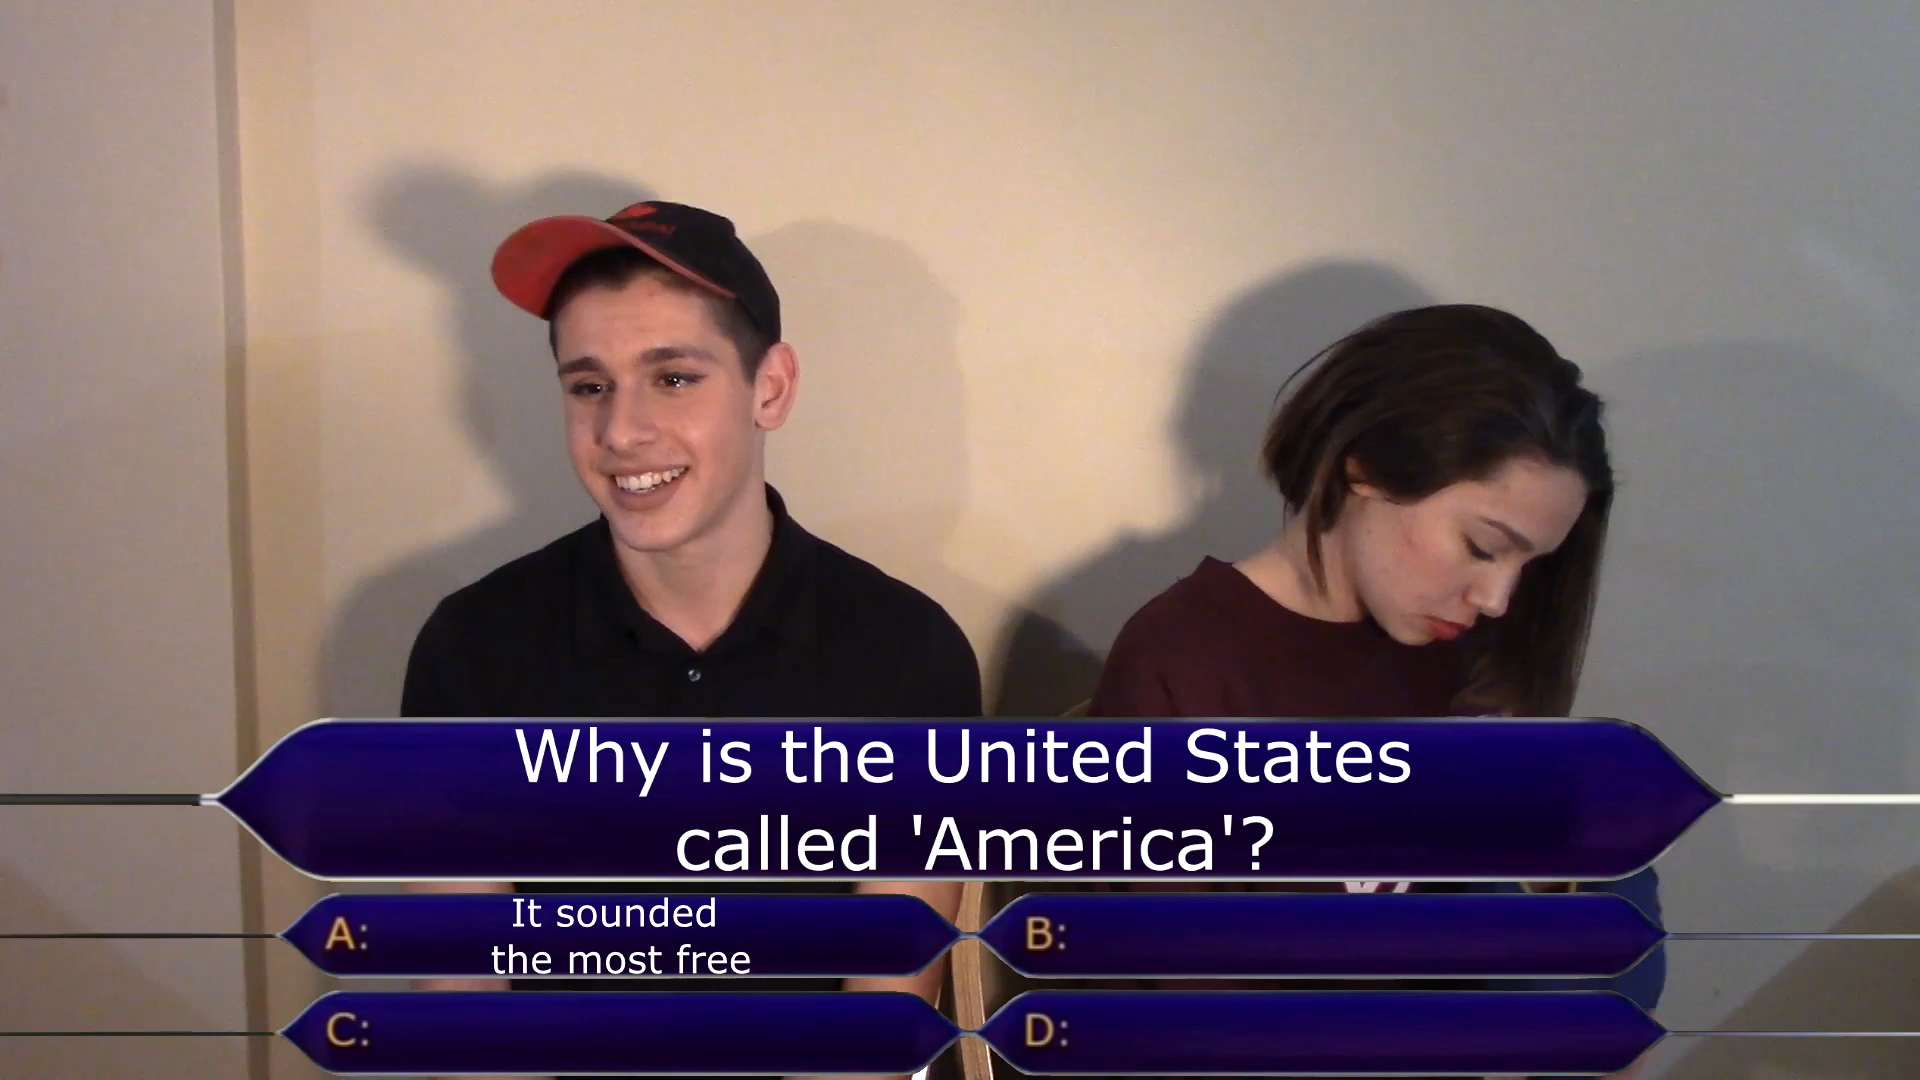 Why is the United States
called 'America'?
A: It sounded
the most free
B:
C:
D: